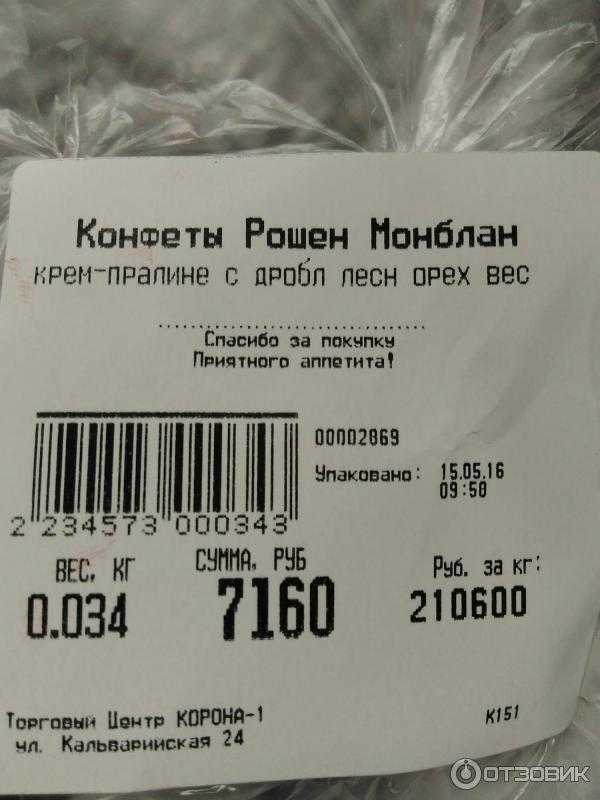 Конфеты Рошен Монблан
крем-пралине с дробл лесн орех вес
Спасибо за покупку
Приятного аппетита!
00002869
Упаковано: 15.05.16
09:58
2 234573 000343
ВЕС, КГ СУММА, РУБ Руб. за кг:
0.034 7160 210600
Торговый Центр КОРОНА-1
ул. Кальварийская 24
К151
ОТЗОВИК